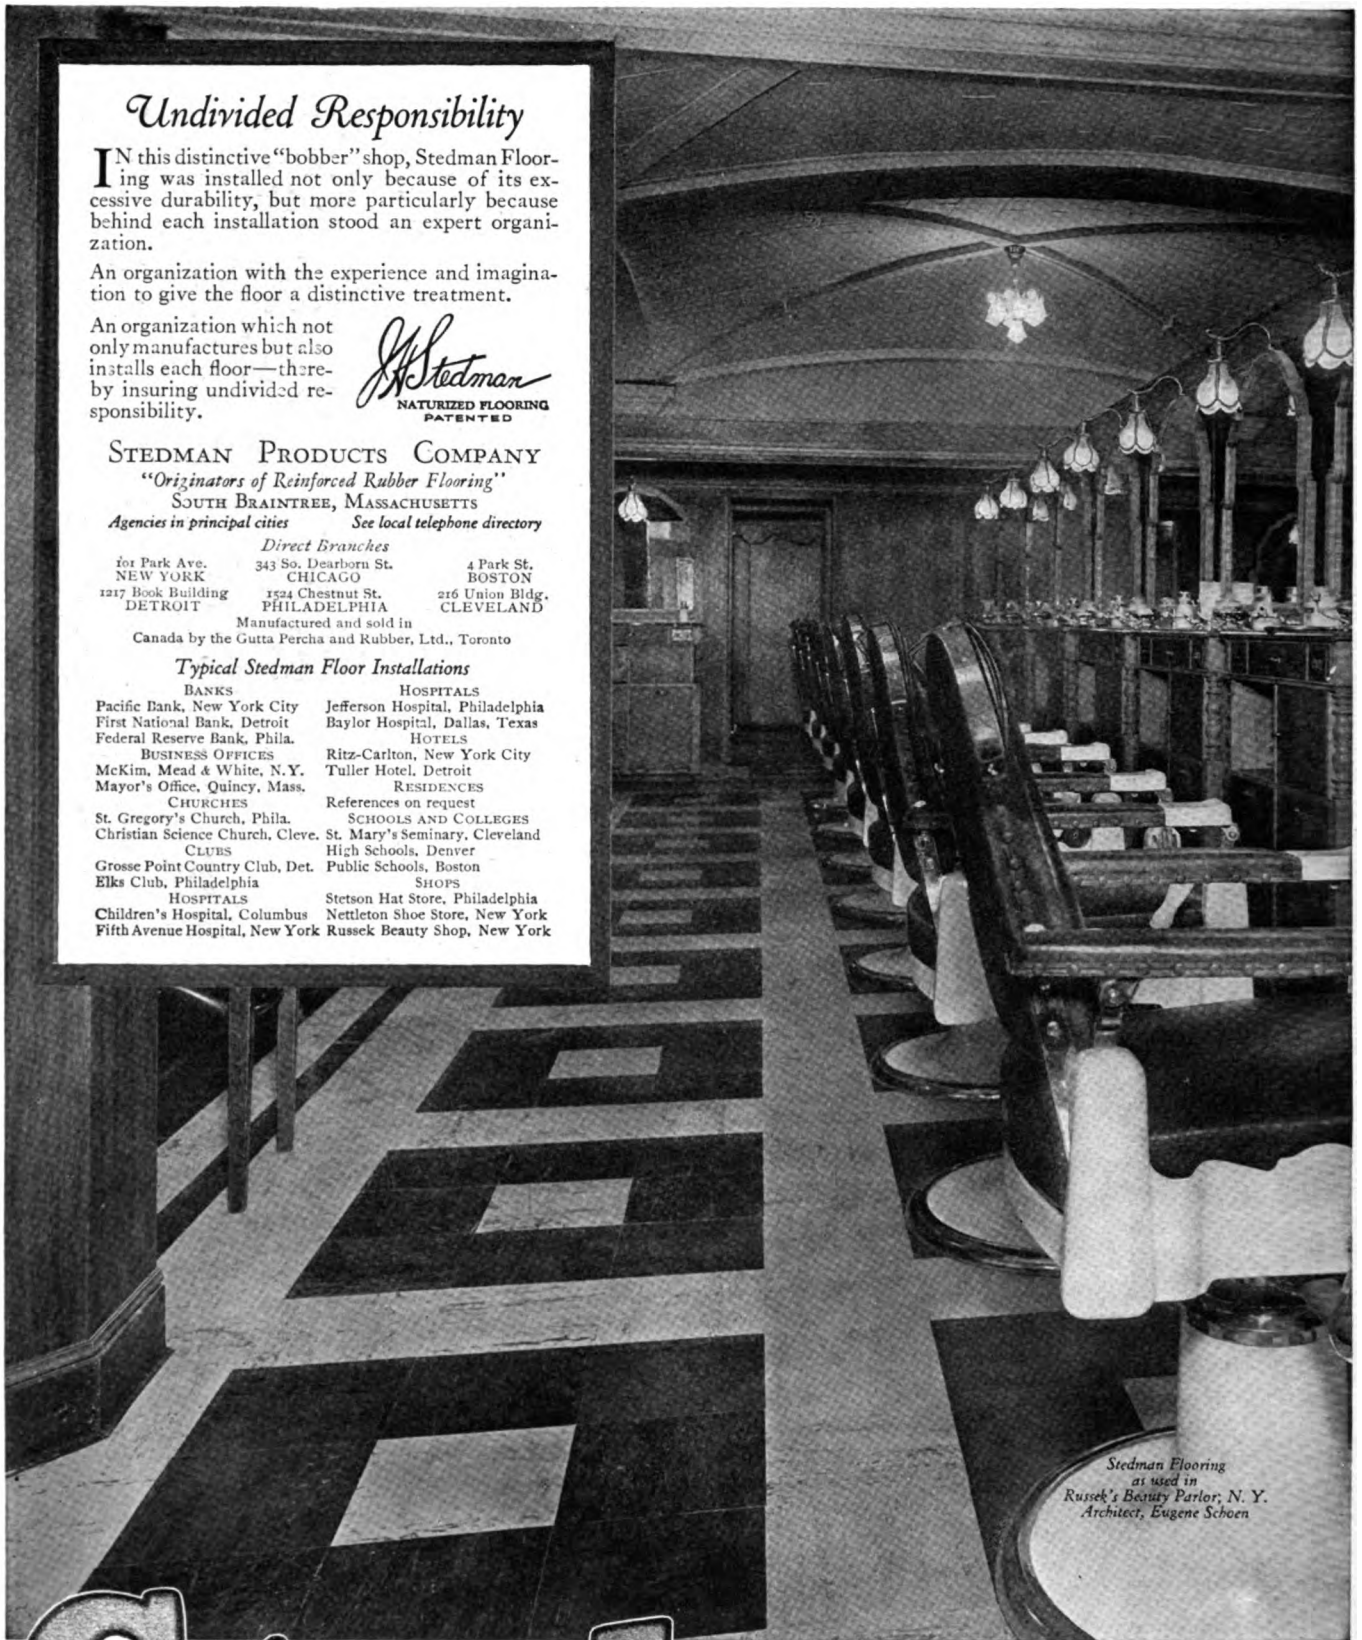 Undivided Responsibility
IN this distinctive "bobber" shop, Stedman Floor-
ing was installed not only because of its ex-
cessive durability, but more particularly because
behind each installation stood an expert organi-
zation.
An organization with the experience and imagina-
tion to give the floor a distinctive treatment.
An organization which not
only manufactures but also
installs each floor—there-
by insuring undivided re-
sponsibility.
JH Stedman
NATURIZED FLOORING
PATENTED
STEDMAN PRODUCTS COMPANY
"Originators of Reinforced Rubber Flooring"
SOUTH BRAINTREE, MASSACHUSETTS
Agencies in principal cities See local telephone directory
Direct Branches
101 Park Ave. 343 So. Dearborn St. 4 Park St.
NEW YORK CHICAGO BOSTON
1217 Book Building 1524 Chestnut St. 216 Union Bldg.
DETROIT PHILADELPHIA CLEVELAND
Manufactured and sold in
Canada by the Gutta Percha and Rubber, Ltd., Toronto
Typical Stedman Floor Installations
BANKS
Pacific Bank, New York City
First National Bank, Detroit
Federal Reserve Bank, Phila.
BUSINESS OFFICES
McKim, Mead & White, N.Y.
Mayor's Office, Quincy, Mass.
CHURCHES
St. Gregory's Church, Phila.
Christian Science Church, Cleve.
CLUBS
Grosse Point Country Club, Det.
Elks Club, Philadelphia
HOSPITALS
Children's Hospital, Columbus
Fifth Avenue Hospital, New York
HOSPITALS
Jefferson Hospital, Philadelphia
Baylor Hospital, Dallas, Texas
HOTELS
Ritz-Carlton, New York City
Tuller Hotel, Detroit
RESIDENCES
References on request
SCHOOLS AND COLLEGES
St. Mary's Seminary, Cleveland
High Schools, Denver
Public Schools, Boston
SHOPS
Stetson Hat Store, Philadelphia
Nettleton Shoe Store, New York
Russek Beauty Shop, New York
Stedman Flooring
as used in
Russek's Beauty Parlor, N. Y.
Architect, Eugene Schoen